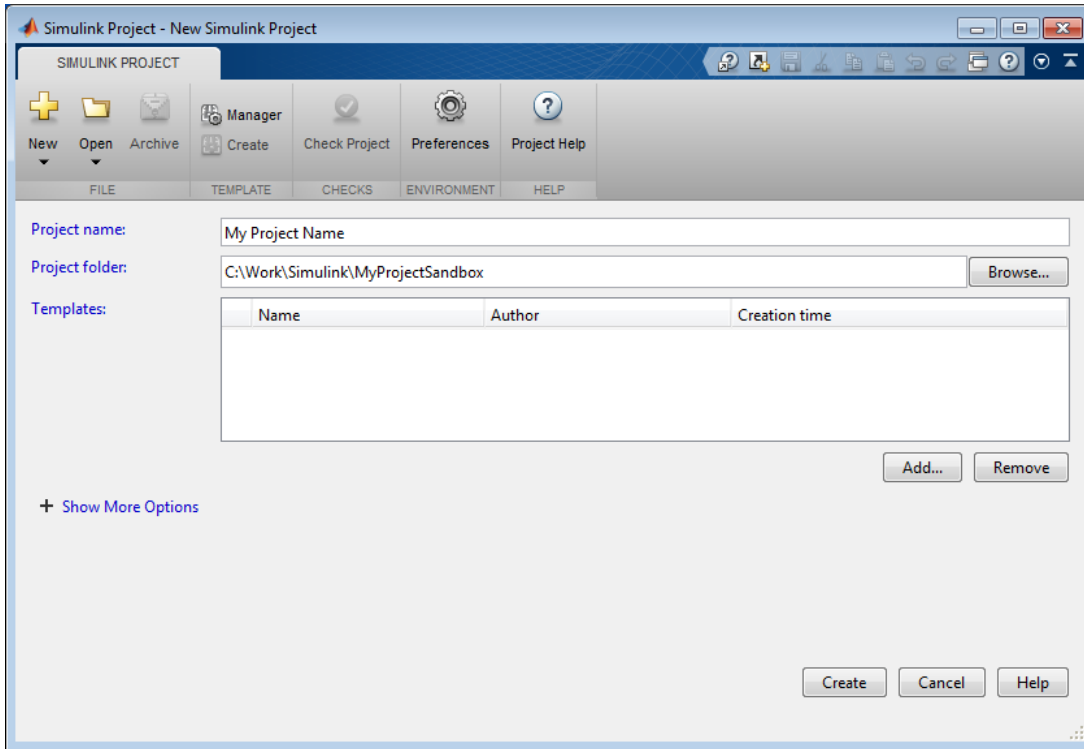 Simulink Project - New Simulink Project
SIMULINK PROJECT
New
Open
Archive
Manager
Create
Check Project
Preferences
Project Help
FILE
TEMPLATE
CHECKS
ENVIRONMENT
HELP
Project name:
My Project Name
Project folder:
C:\Work\Simulink\MyProjectSandbox
Browse...
Templates:
Name
Author
Creation time
Add...
Remove
+ Show More Options
Create
Cancel
Help